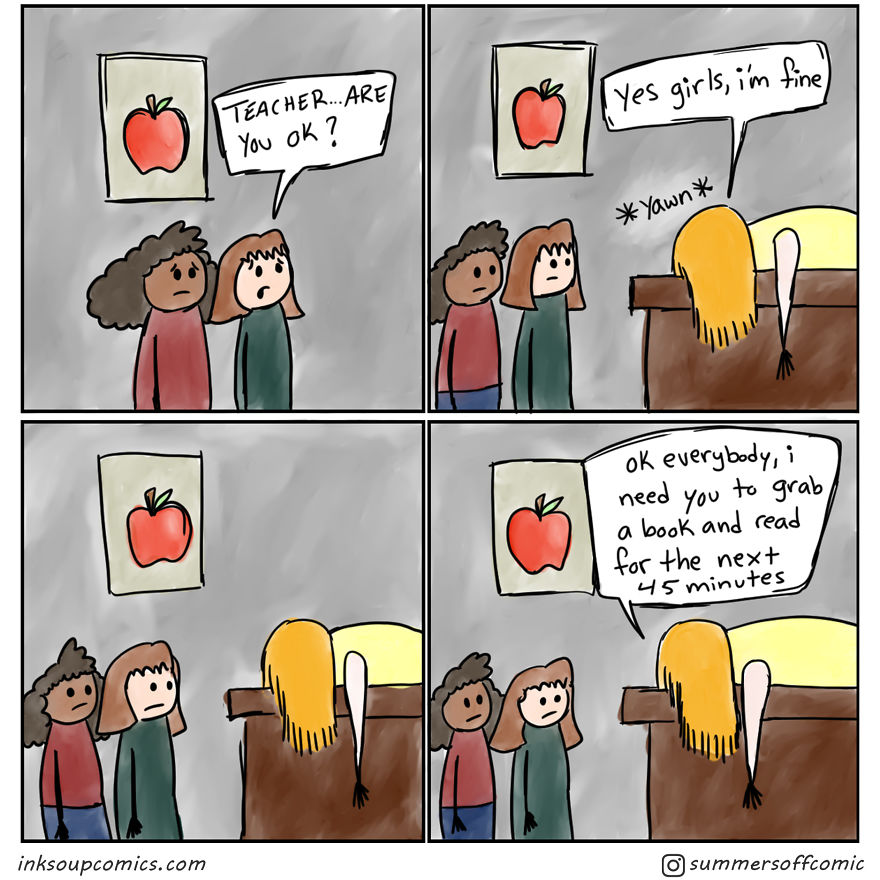 TEACHER...ARE
YOU OK?
yes girls, i'm fine
*yawn*
ok everybody, i
need you to grab
a book and read
for the next
45 minutes
inksoupcomics.com
summersoffcomic